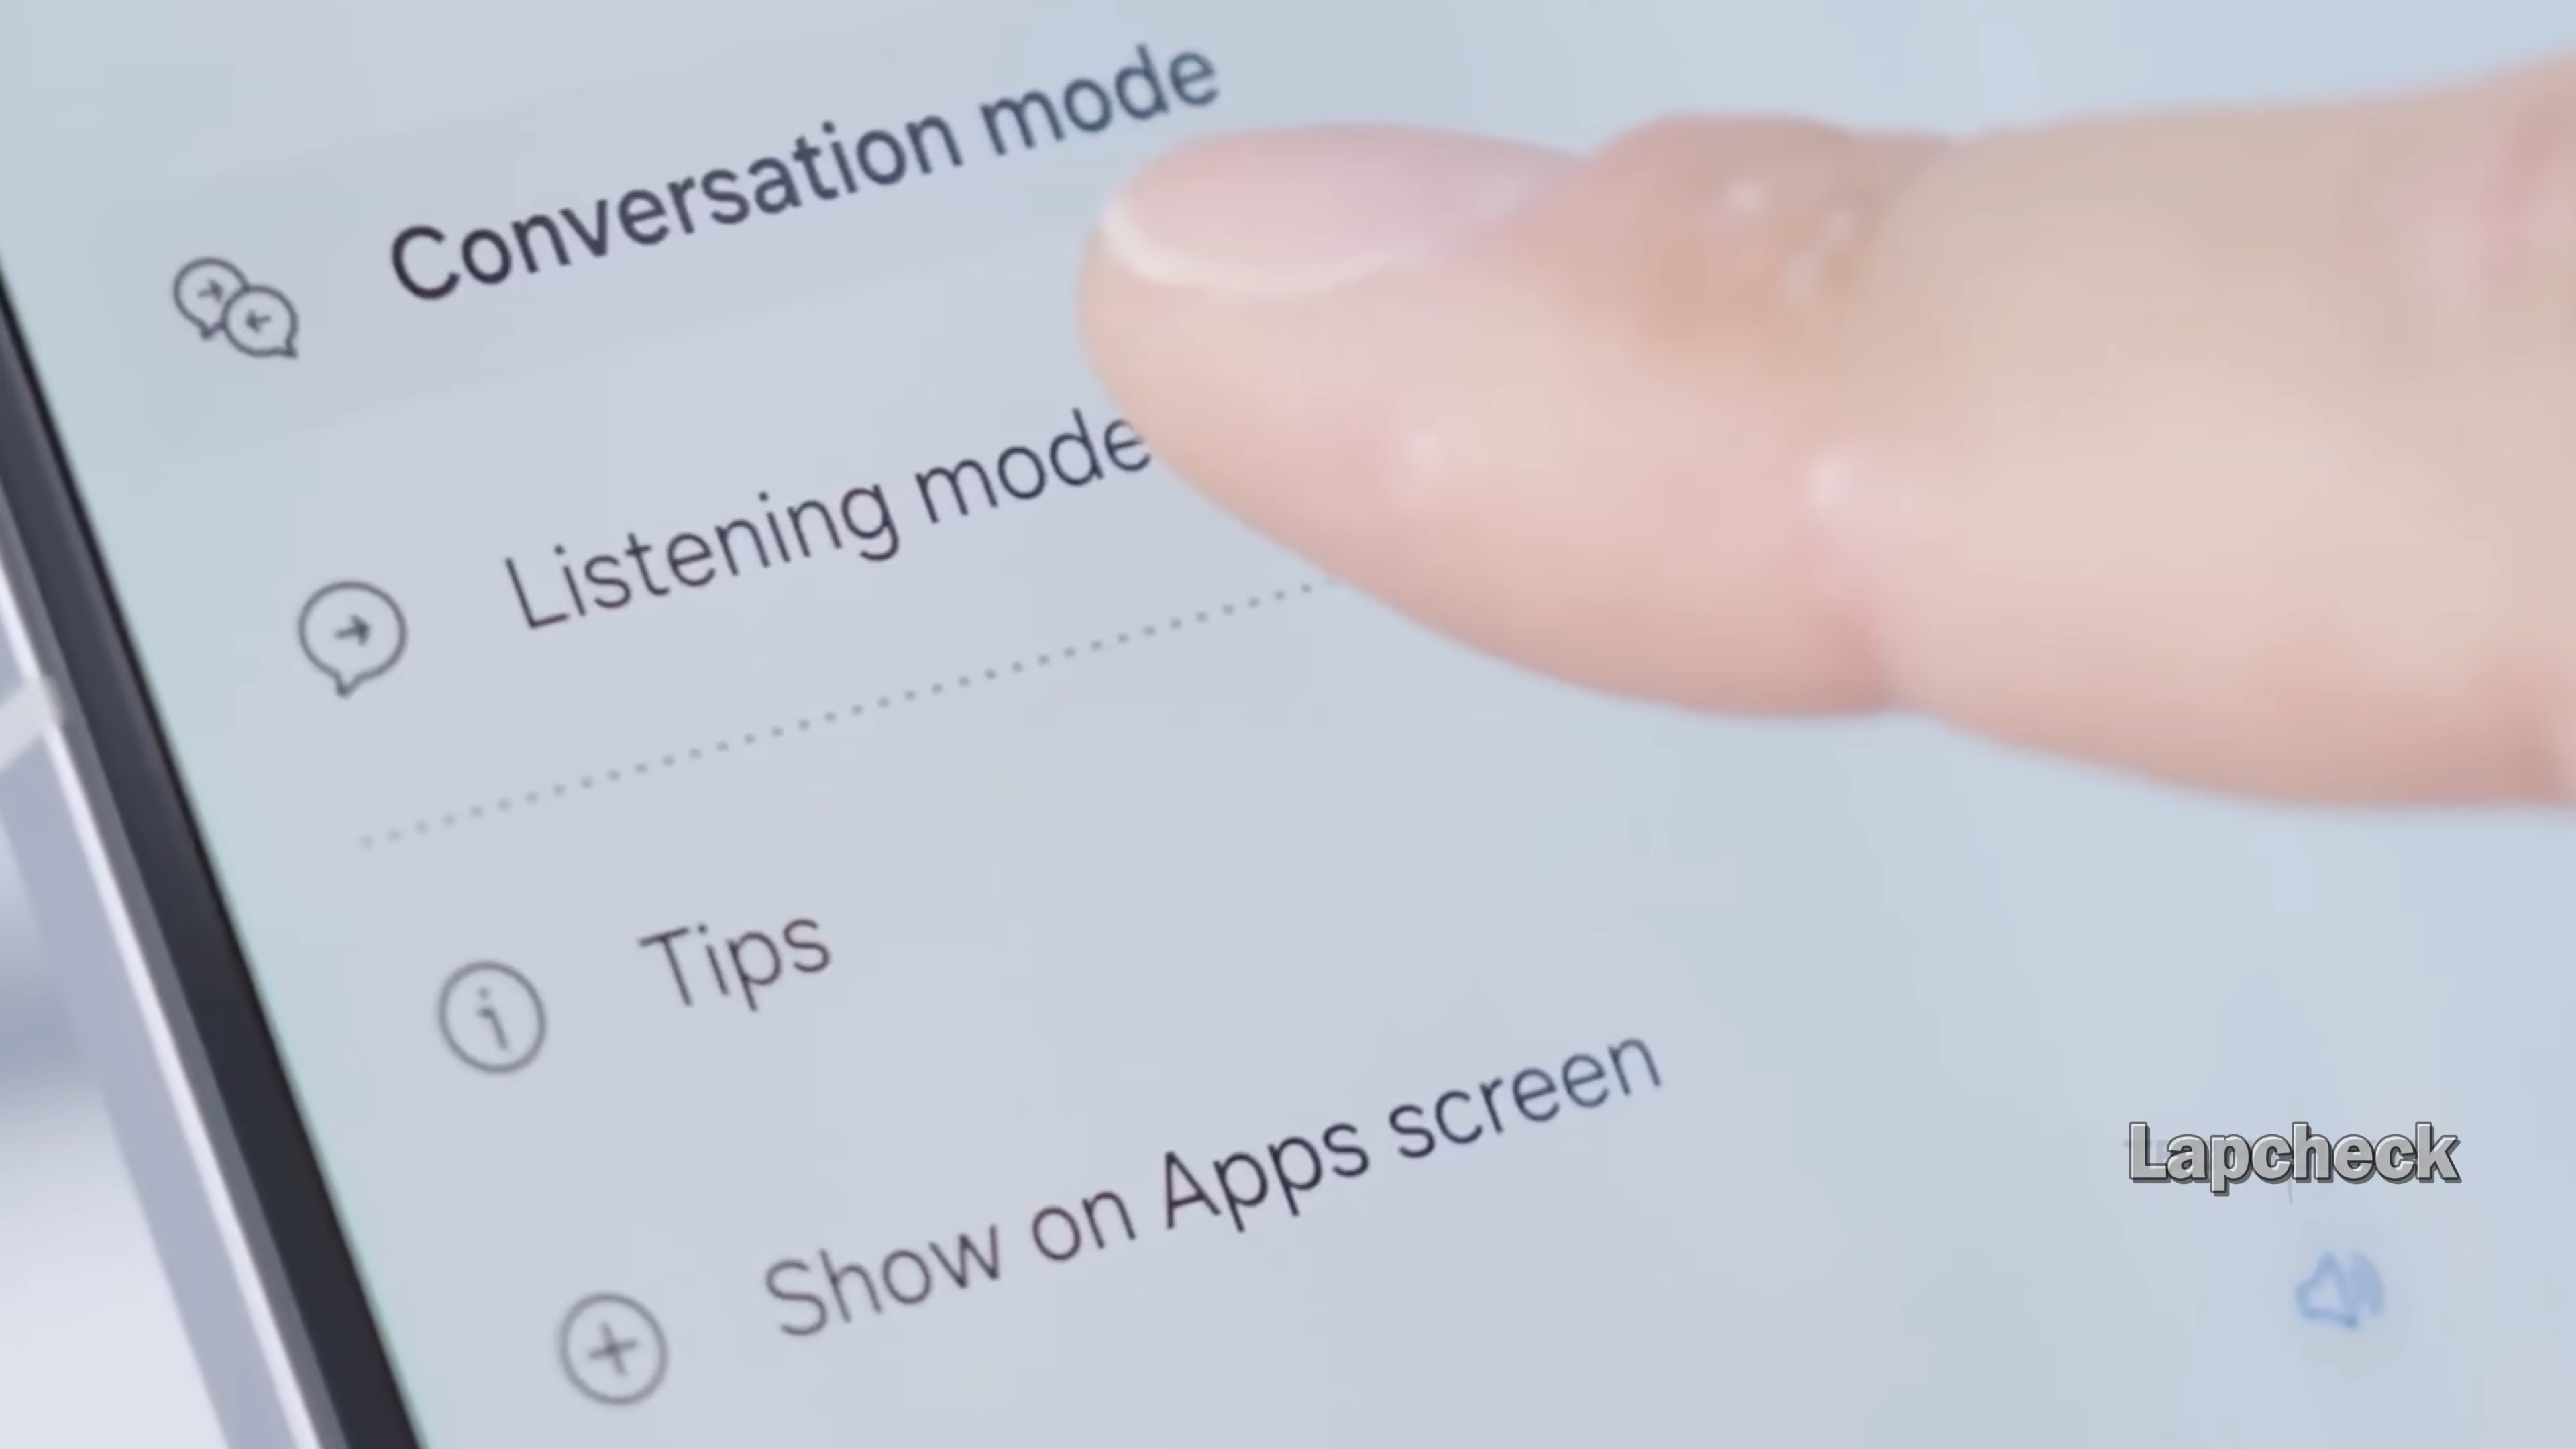 Conversation mode
Listening mode
Tips
Show on Apps screen
Lapcheck